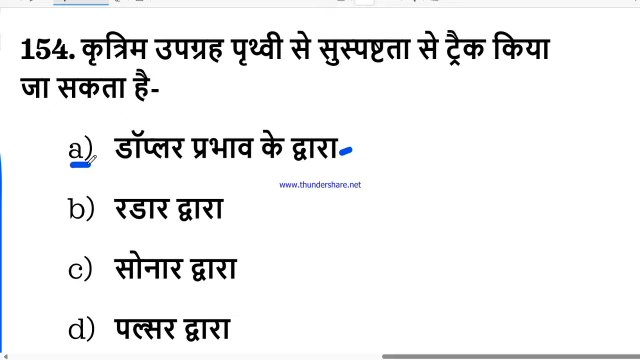 154. कृत्रिम उपग्रह पृथ्वी से सुस्पष्टता से ट्रैक किया
जा सकता है-
a) डॉप्लर प्रभाव के द्वारा
www.thundershare.net
b) रडार द्वारा
c) सोनार द्वारा
d) पल्सर द्वारा